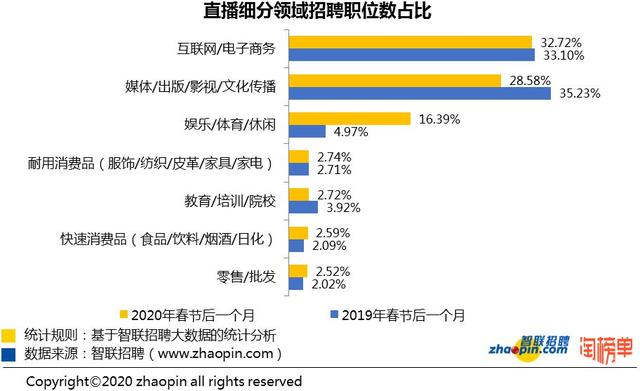 直播细分领域招聘职位数占比
互联网/电子商务
32.72%
33.10%
媒体/出版/影视/文化传播
28.58%
35.23%
娱乐/体育/休闲
16.39%
4.97%
耐用消费品（服饰/纺织/皮革/家具/家电）
2.74%
2.71%
教育/培训/院校
2.72%
3.92%
快速消费品（食品/饮料/烟酒/日化）
2.59%
2.09%
零售/批发
2.52%
2.02%
2020年春节后一个月
2019年春节后一个月
统计规则：基于智联招聘大数据的统计分析
数据来源：智联招聘（www.zhaopin.com）
智联招聘
zhaopin.com
淘榜单
Copyright©2020 zhaopin all rights reserved